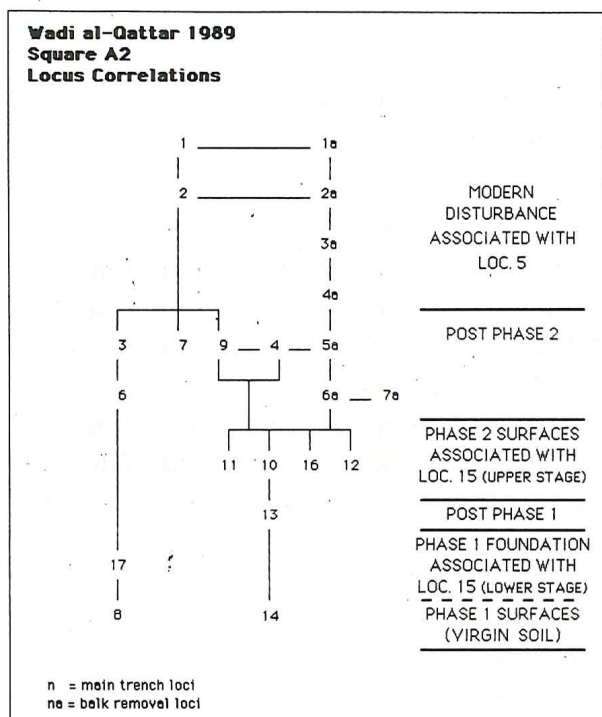 Wadi al-Qattar 1989
Square A2
Locus Correlations
1 1a
2 2a
3a
4a
MODERN
DISTURBANCE
ASSOCIATED WITH
LOC. 5
3 7 9 4 5a
POST PHASE 2
6 6a 7a
11 10 16 12
PHASE 2 SURFACES
ASSOCIATED WITH
LOC. 15 (UPPER STAGE)
13
POST PHASE 1
17
PHASE 1 FOUNDATION
ASSOCIATED WITH
LOC. 15 (LOWER STAGE)
8 14
PHASE 1 SURFACES
(VIRGIN SOIL)
n = main trench loci
na = balk removal loci